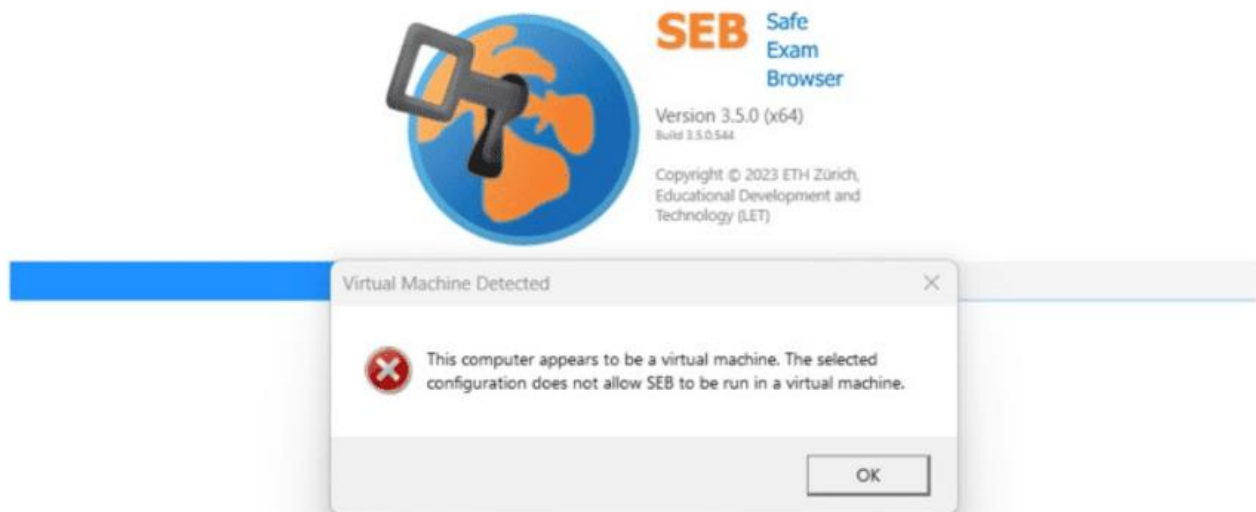 SEB
Safe
Exam
Browser
Version 3.5.0 (x64)
Build 3.5.0.544
Copyright © 2023 ETH Zürich,
Educational Development and
Technology (LET)
Virtual Machine Detected
This computer appears to be a virtual machine. The selected
configuration does not allow SEB to be run in a virtual machine.
OK